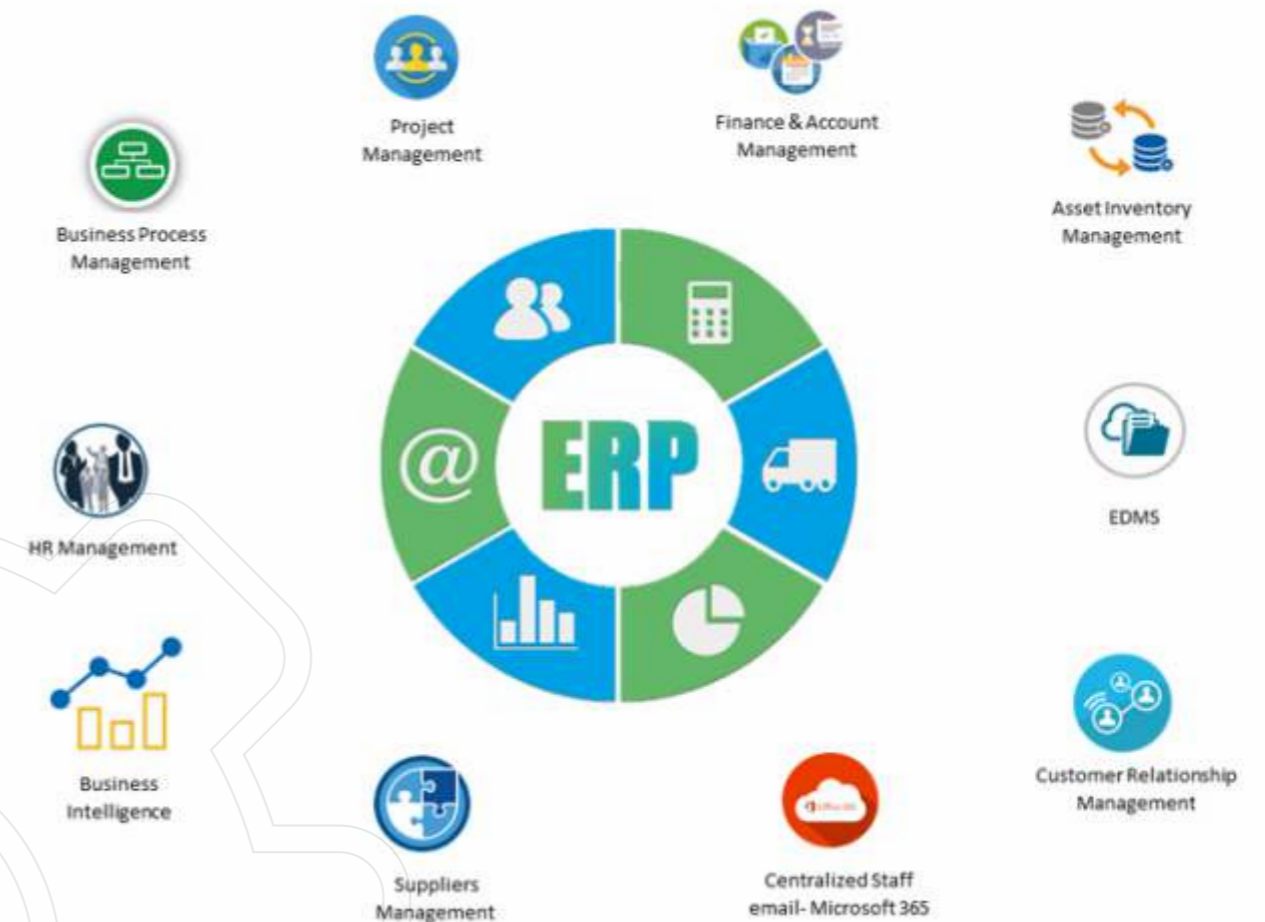 Project
Management
Finance & Account
Management
Asset Inventory
Management
Business Process
Management
ERP
@
EDMS
HR Management
Business
Intelligence
Customer Relationship
Management
Suppliers
Management
Centralized Staff
email- Microsoft 365